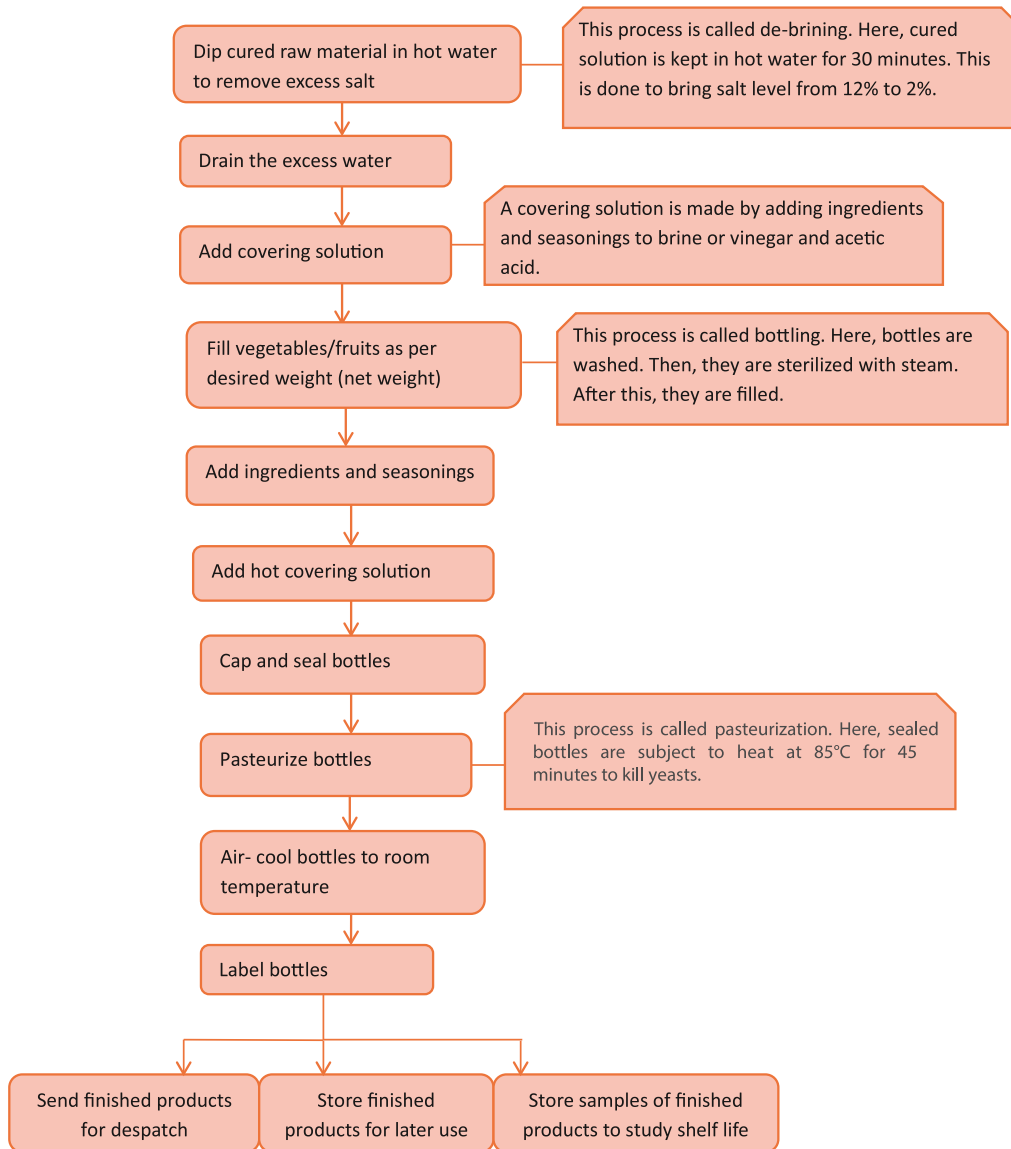 Dip cured raw material in hot water
to remove excess salt
This process is called de-brining. Here, cured
solution is kept in hot water for 30 minutes. This
is done to bring salt level from 12% to 2%.
Drain the excess water
Add covering solution
A covering solution is made by adding ingredients
and seasonings to brine or vinegar and acetic
acid.
Fill vegetables/fruits as per
desired weight (net weight)
This process is called bottling. Here, bottles are
washed. Then, they are sterilized with steam.
After this, they are filled.
Add ingredients and seasonings
Add hot covering solution
Cap and seal bottles
Pasteurize bottles
This process is called pasteurization. Here, sealed
bottles are subject to heat at 85°C for 45
minutes to kill yeasts.
Air- cool bottles to room
temperature
Label bottles
Send finished products
for despatch
Store finished
products for later use
Store samples of finished
products to study shelf life